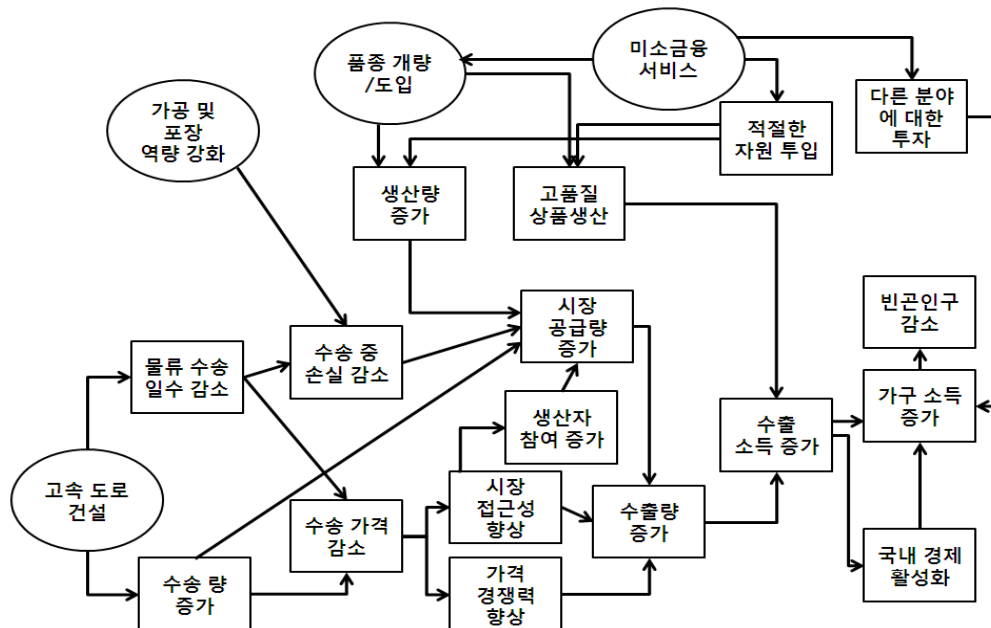 품종 개량
/도입
미소금융
서비스
가공 및
포장
역량 강화
적절한
자원 투입
다른 분야
에 대한
투자
생산량
증가
고품질
상품생산
시장
공급량
증가
빈곤인구
감소
물류 수송
일수 감소
수송 중
손실 감소
생산자
참여 증가
수출
소득 증가
가구 소득
증가
고속 도로
건설
수송 가격
감소
시장
접근성
향상
수출량
증가
수송 량
증가
가격
경쟁력
향상
국내 경제
활성화